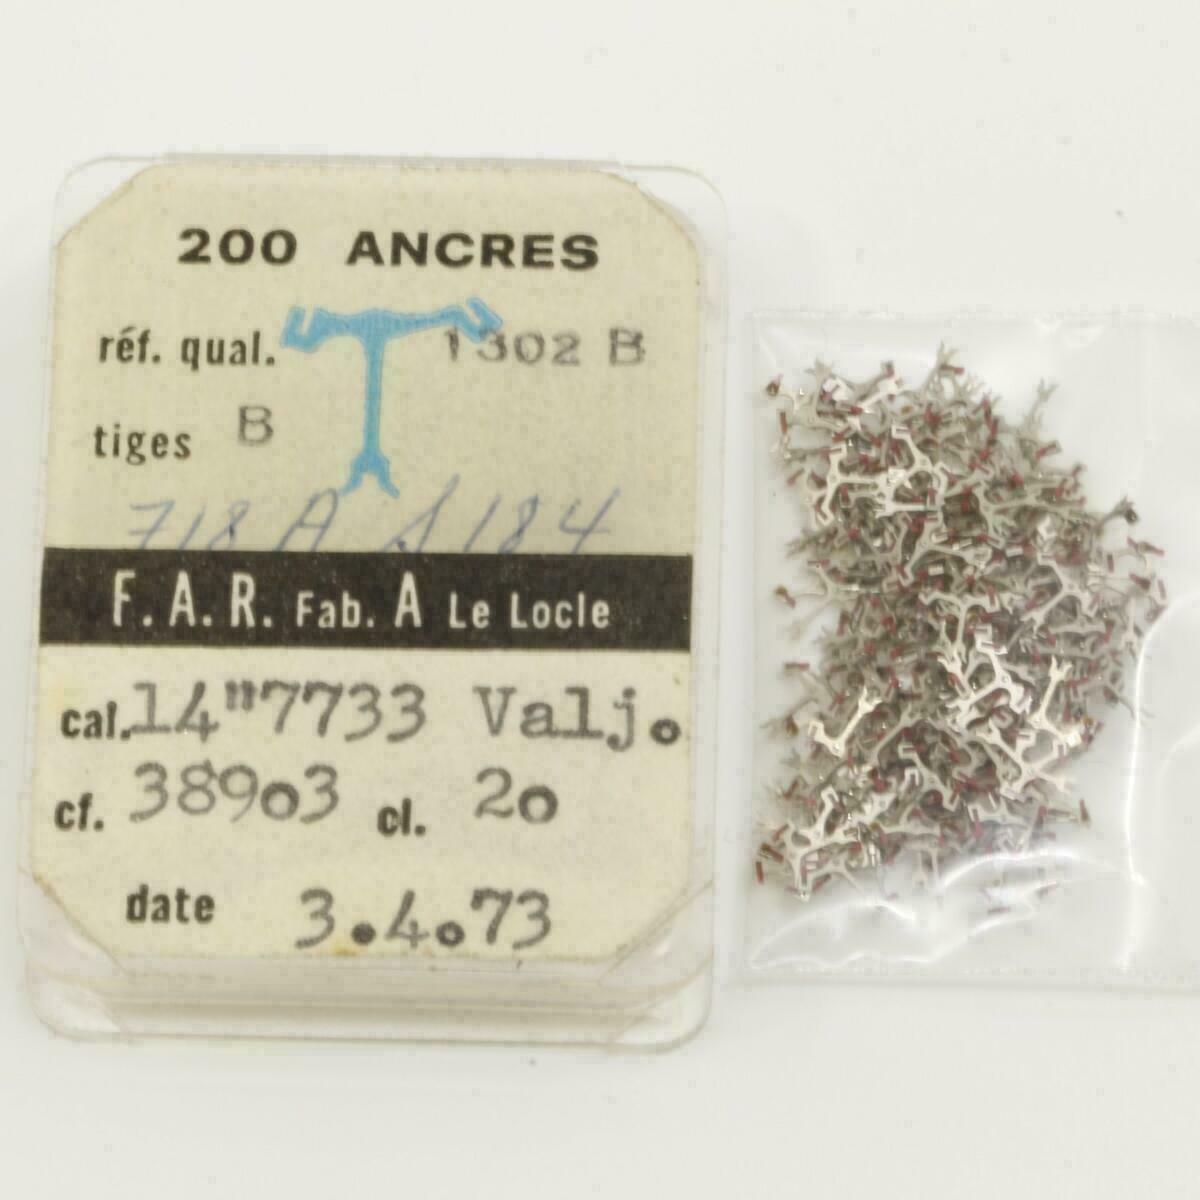 200 ANCRES
réf. qual. 1302 B
tiges B
718 A S 184
F.A.R. Fab. A Le Locle
cal. 14"7733 Valj.
cf. 38903 cl. 20
date 3.4.73